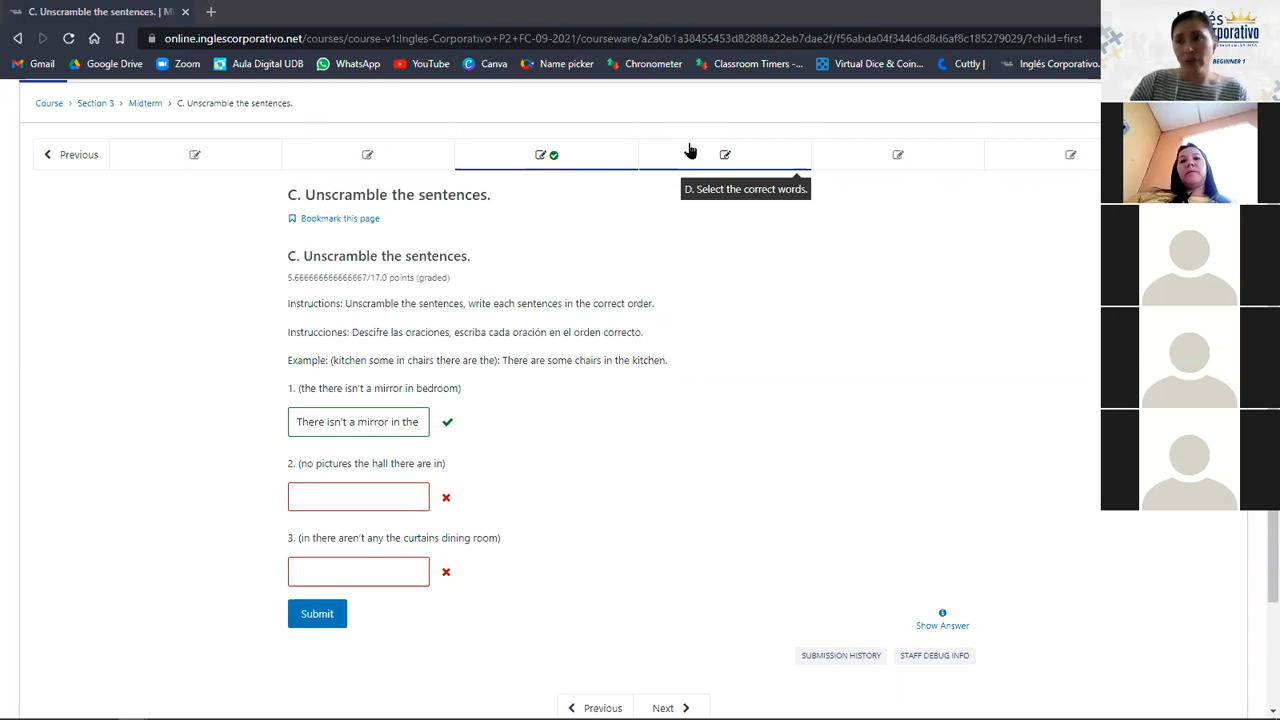 C. Unscramble the sentences. | Mi
online.inglescorporativo.net/courses/course-v1:Ingles-Corporativo+P2+FC-05+2021/courseware/a2a0b1a38455453d82888a22eb7dae2f/f56abda04f344d6d8d6af8c185279029/?child=first
Gmail Google Drive Zoom Aula Digital UDB WhatsApp YouTube Canva Name picker Chronometer Classroom Timer -... Virtual Dice & Coin... Cuttly | Inglés Corporativo.
BEGINNER 1
Course > Section 3 > Midterm > C. Unscramble the sentences.
Previous
D. Select the correct words.
C. Unscramble the sentences.
Bookmark this page
C. Unscramble the sentences.
5.666666666666667/17.0 points (graded)
Instructions: Unscramble the sentences, write each sentences in the correct order.
Instrucciones: Descifre las oraciones, escriba cada oración en el orden correcto.
Example: (kitchen some in chairs there are the): There are some chairs in the kitchen.
1. (the there isn't a mirror in bedroom)
There isn't a mirror in the
2. (no pictures the hall there are in)
3. (in there aren't any the curtains dining room)
Submit
Show Answer
SUBMISSION HISTORY STAFF DEBUG INFO
Previous Next